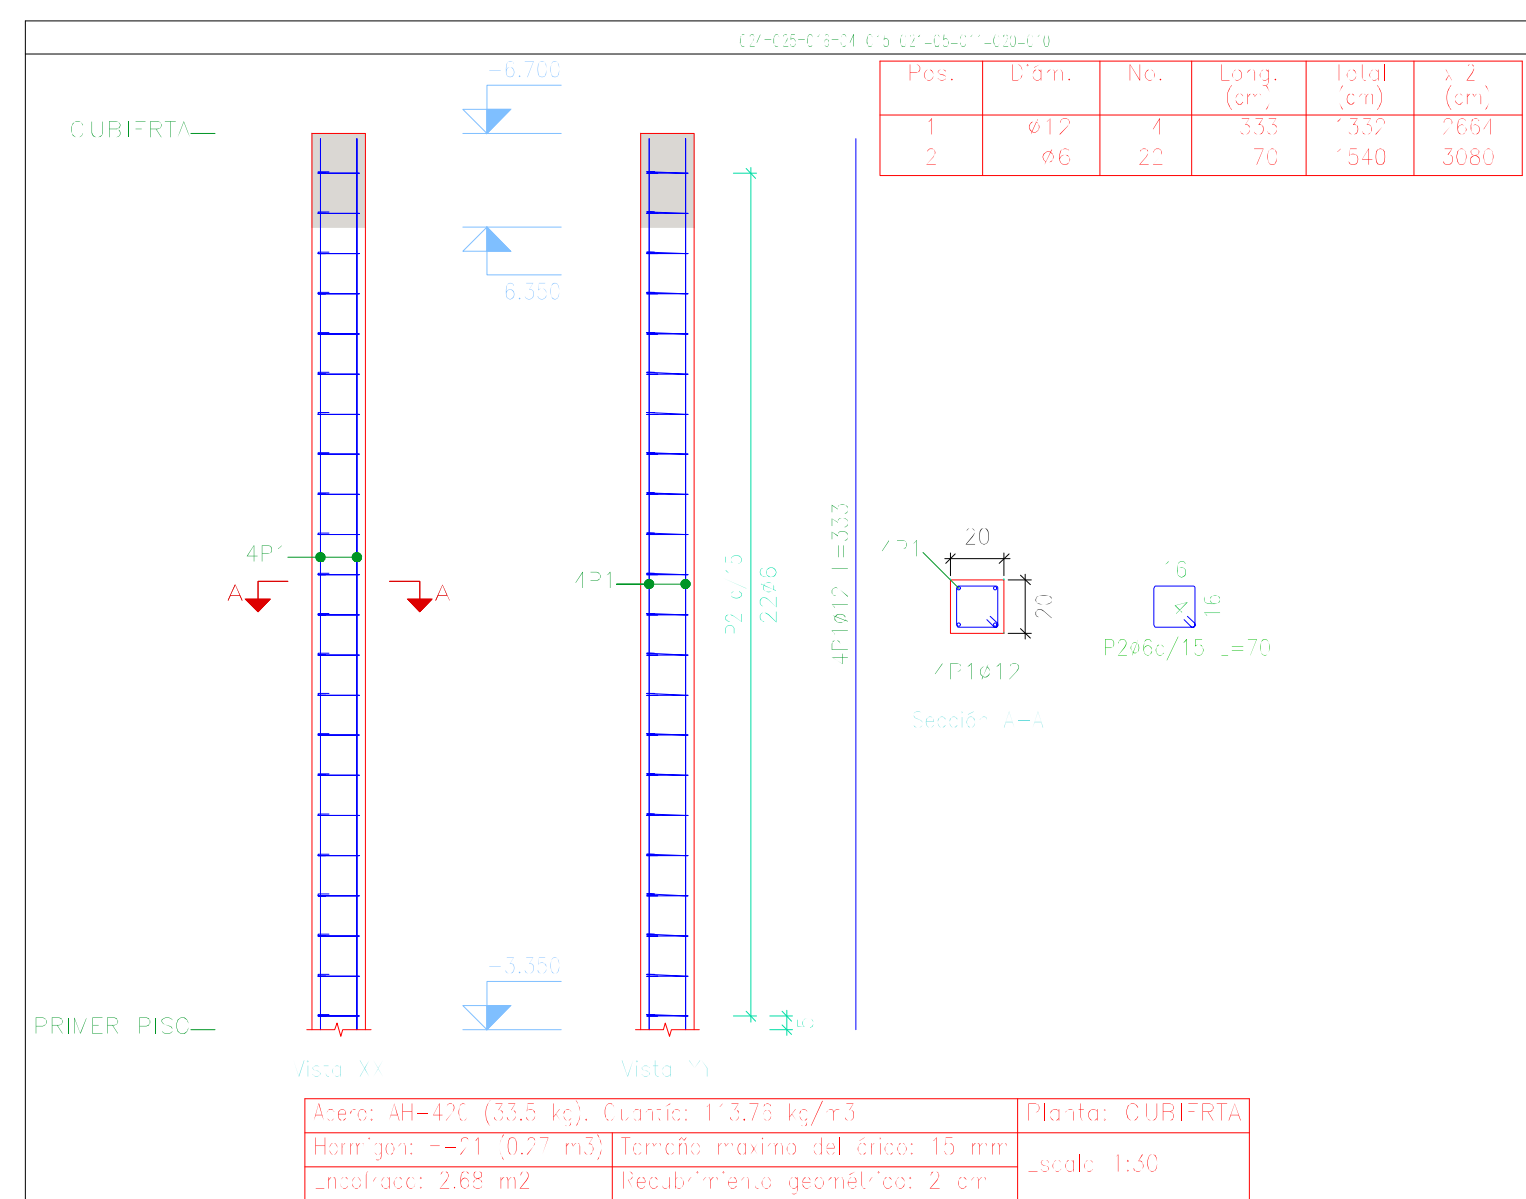 Pos. Diám. No. Long. (cm) Total (cm) x 2 (cm)
1 ø12 4 333 1332 2664
2 ø6 22 70 1540 3080
CUBIERTA
6.350
4P1
A A
4P1
P2 c/15
22ø6
4P1ø12 L=333
4P1
20
20
4P1ø12
Sección A-A
16
16
4
P2ø6c/15 L=70
-3.350
PRIMER PISO
5
Vista XX
Vista YY
Acero: AH-420 (33.5 kg). Cuantía: 113.76 kg/m3
Planta: CUBIERTA
Hormigon: H-21 (0.27 m3)
Tamaño maximo del árido: 15 mm
Escala 1:30
Encofrado: 2.68 m2
Recubrimiento geométrico: 2 cm